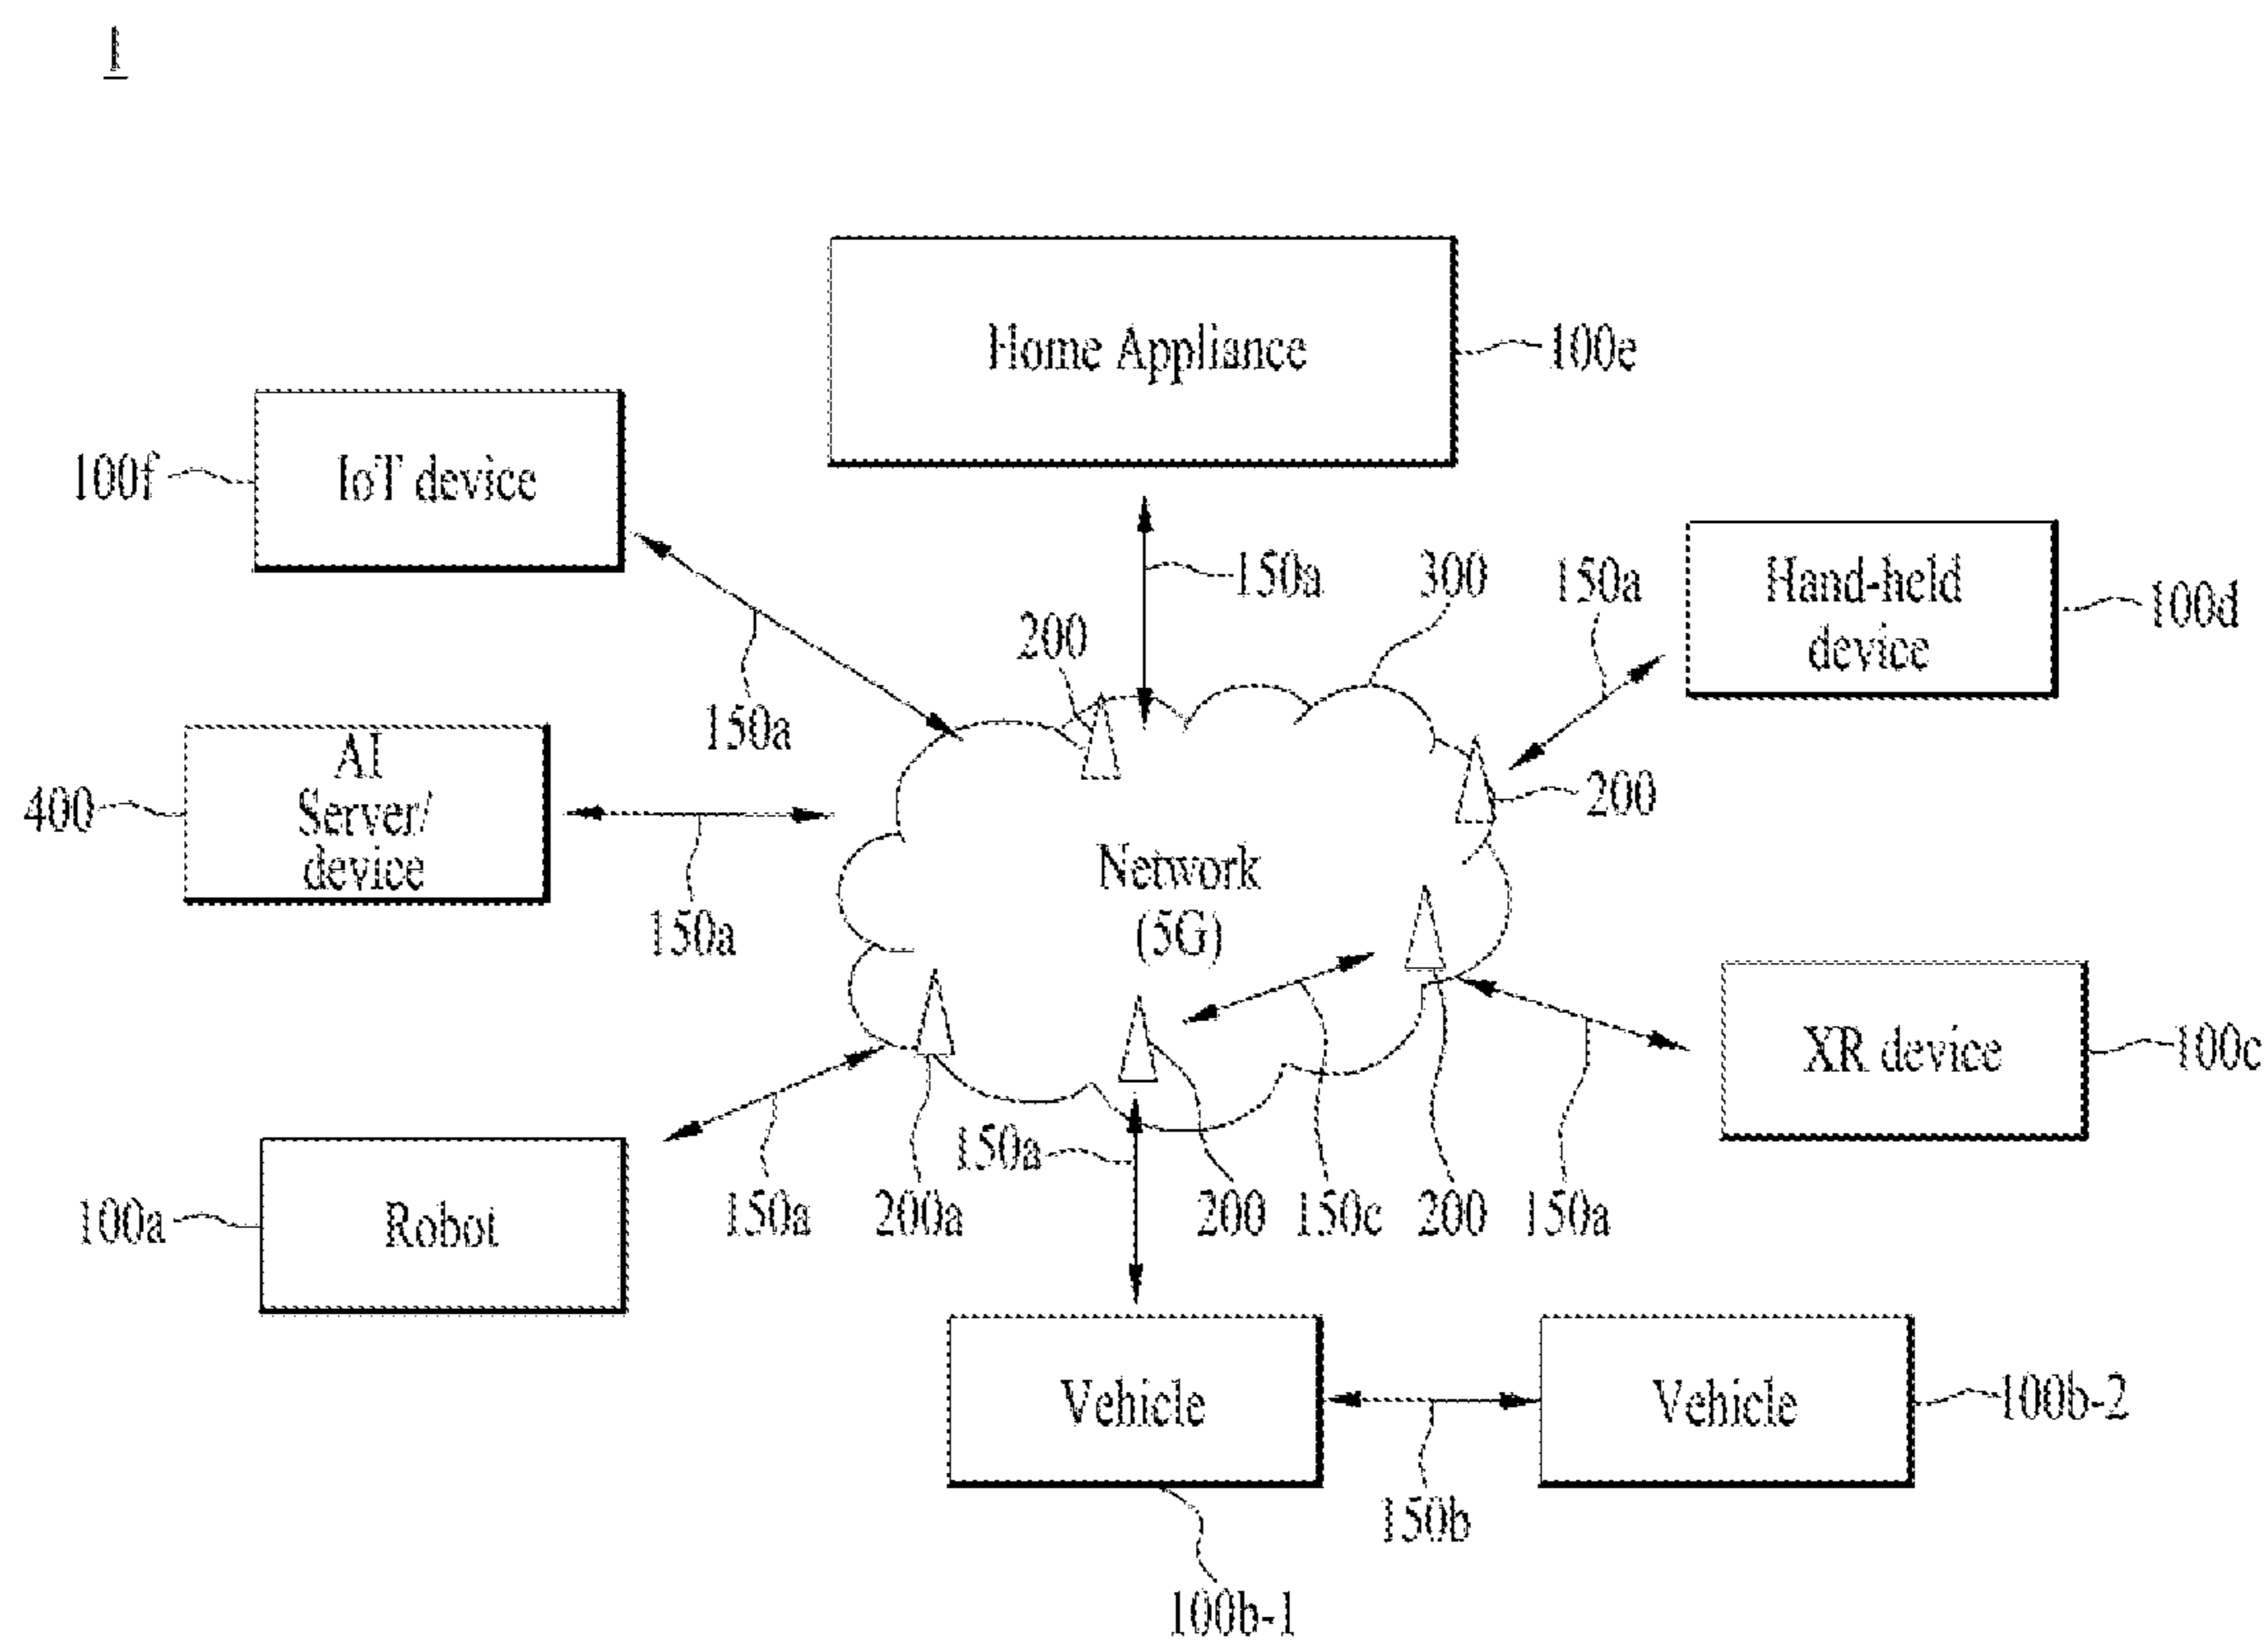 1
Home Appliance
100e
100f
IoT device
150a
300
150a
Hand-held
device
100d
200
150a
AI
Server/
device
400
150a
200
Network
(5G)
XR device
100c
150a
100a
Robot
150a
200a
200
150c
200
150a
Vehicle
Vehicle
100b-2
150b
100b-1